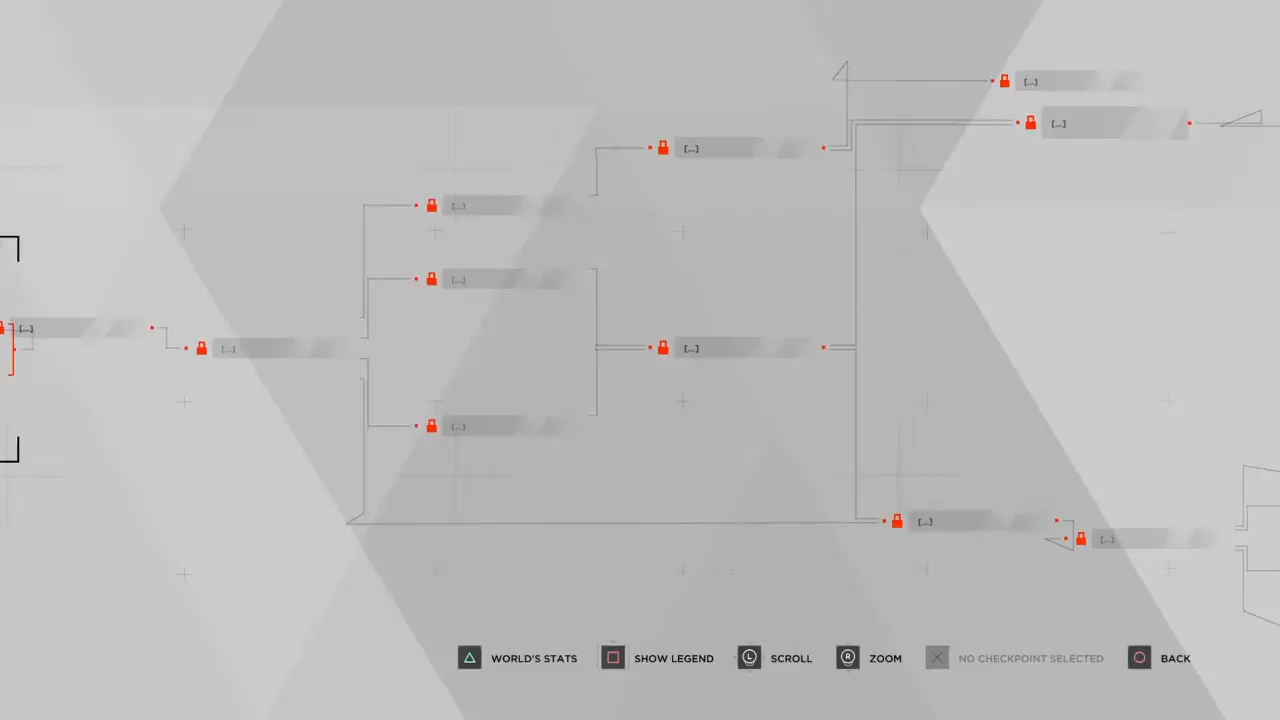 [...]
[...]
[...]
[...]
[...]
[...]
[...]
[...]
[...]
[...]
[...]
WORLD'S STATS
SHOW LEGEND
L SCROLL
R ZOOM
NO CHECKPOINT SELECTED
BACK